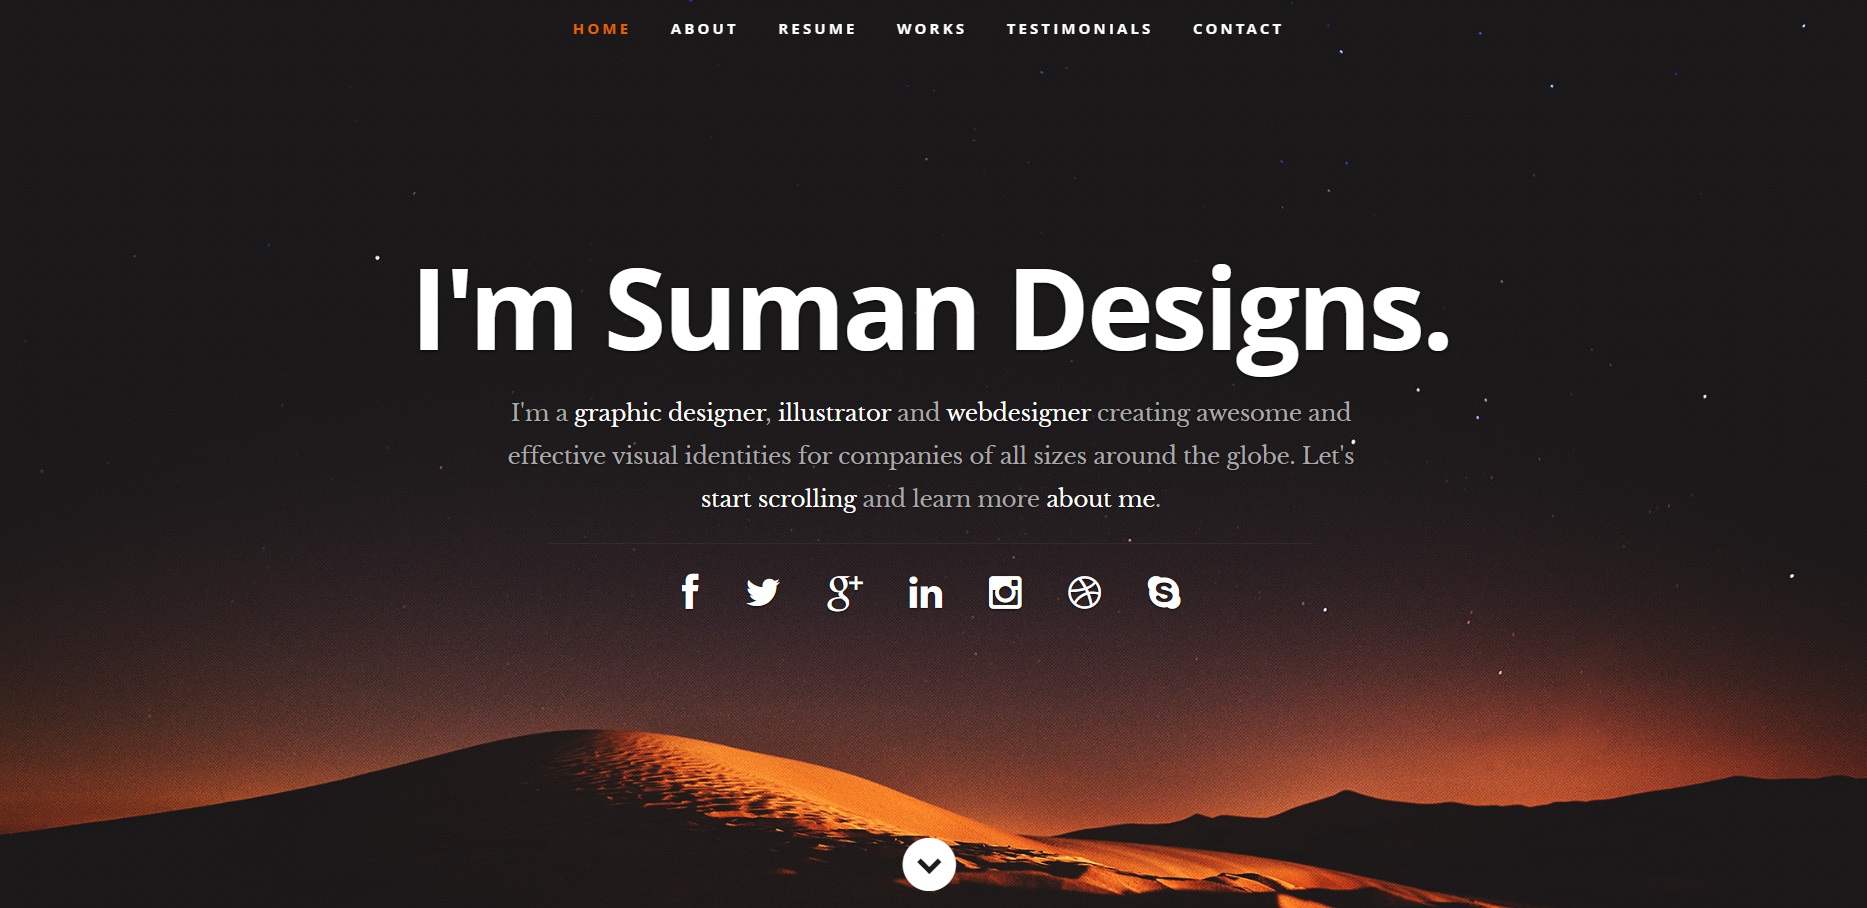 HOME ABOUT RESUME WORKS TESTIMONIALS CONTACT
I'm Suman Designs.
I'm a graphic designer, illustrator and webdesigner creating awesome and
effective visual identities for companies of all sizes around the globe. Let's
start scrolling and learn more about me.